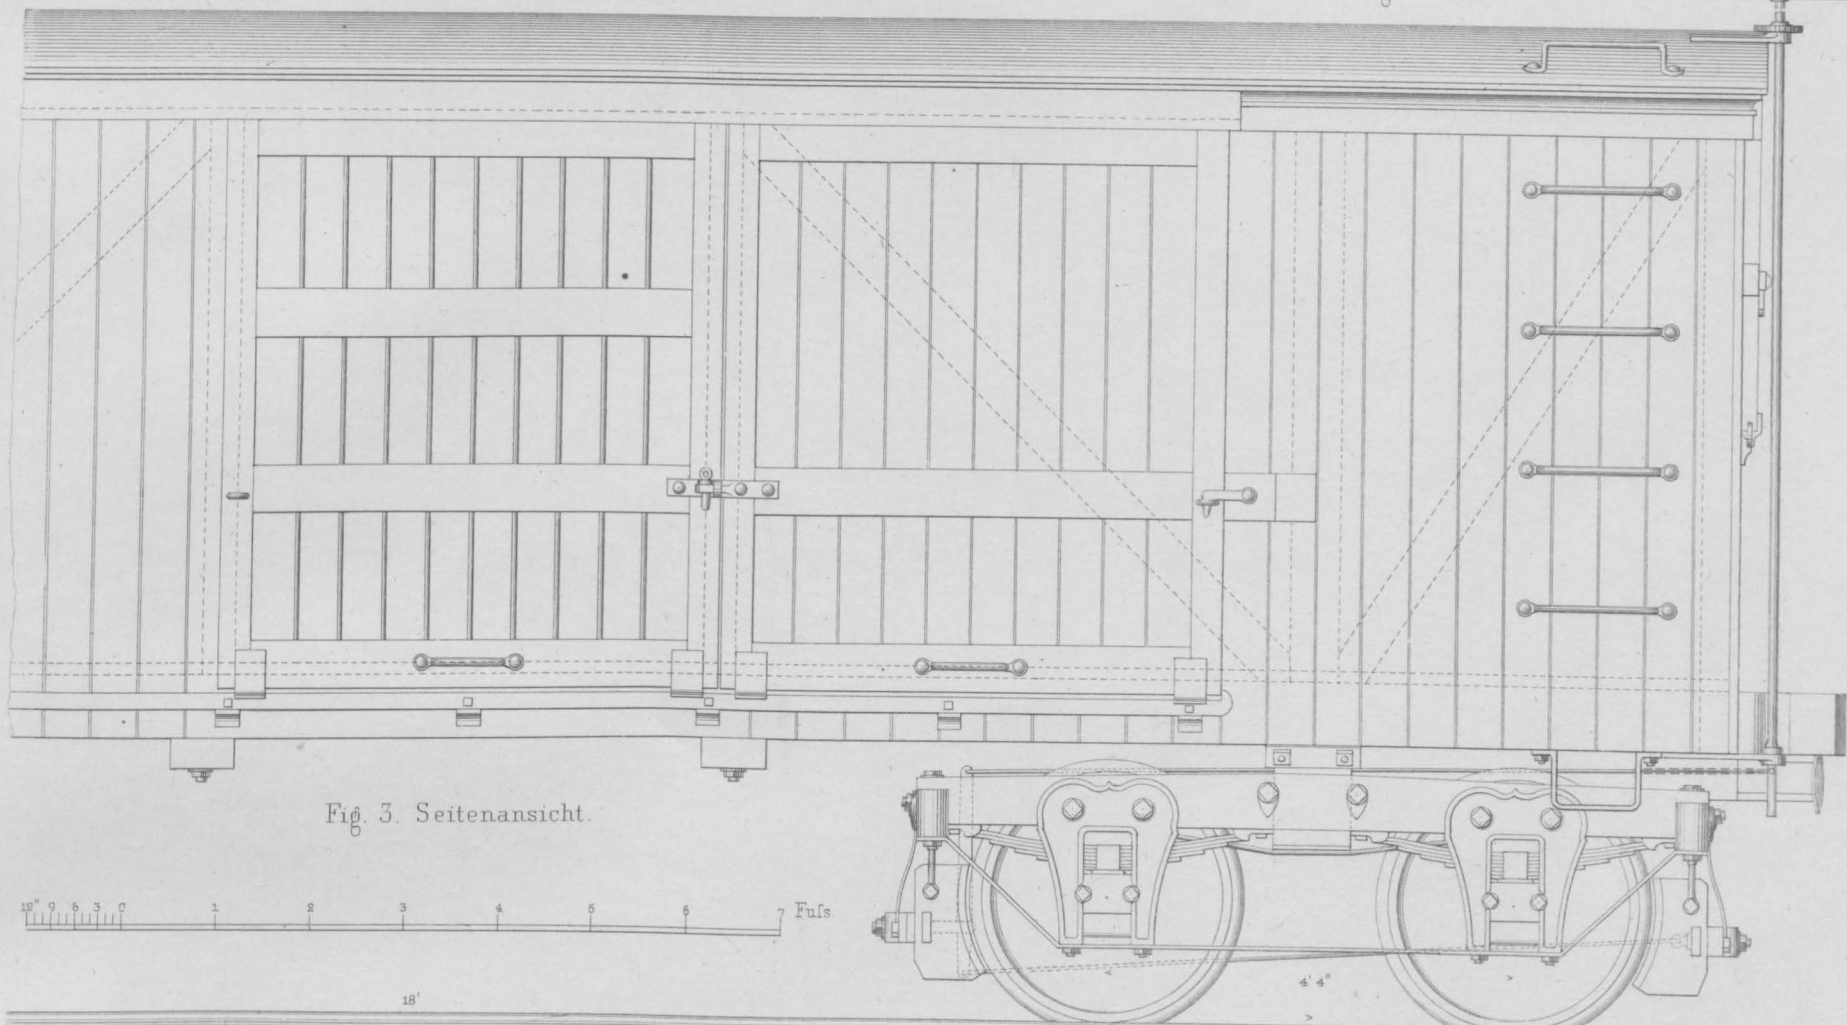 Fig. 3. Seitenansicht.
12" 9 6 3 0 1 2 3 4 5 6 7 Fuſs
4' 4"
18'